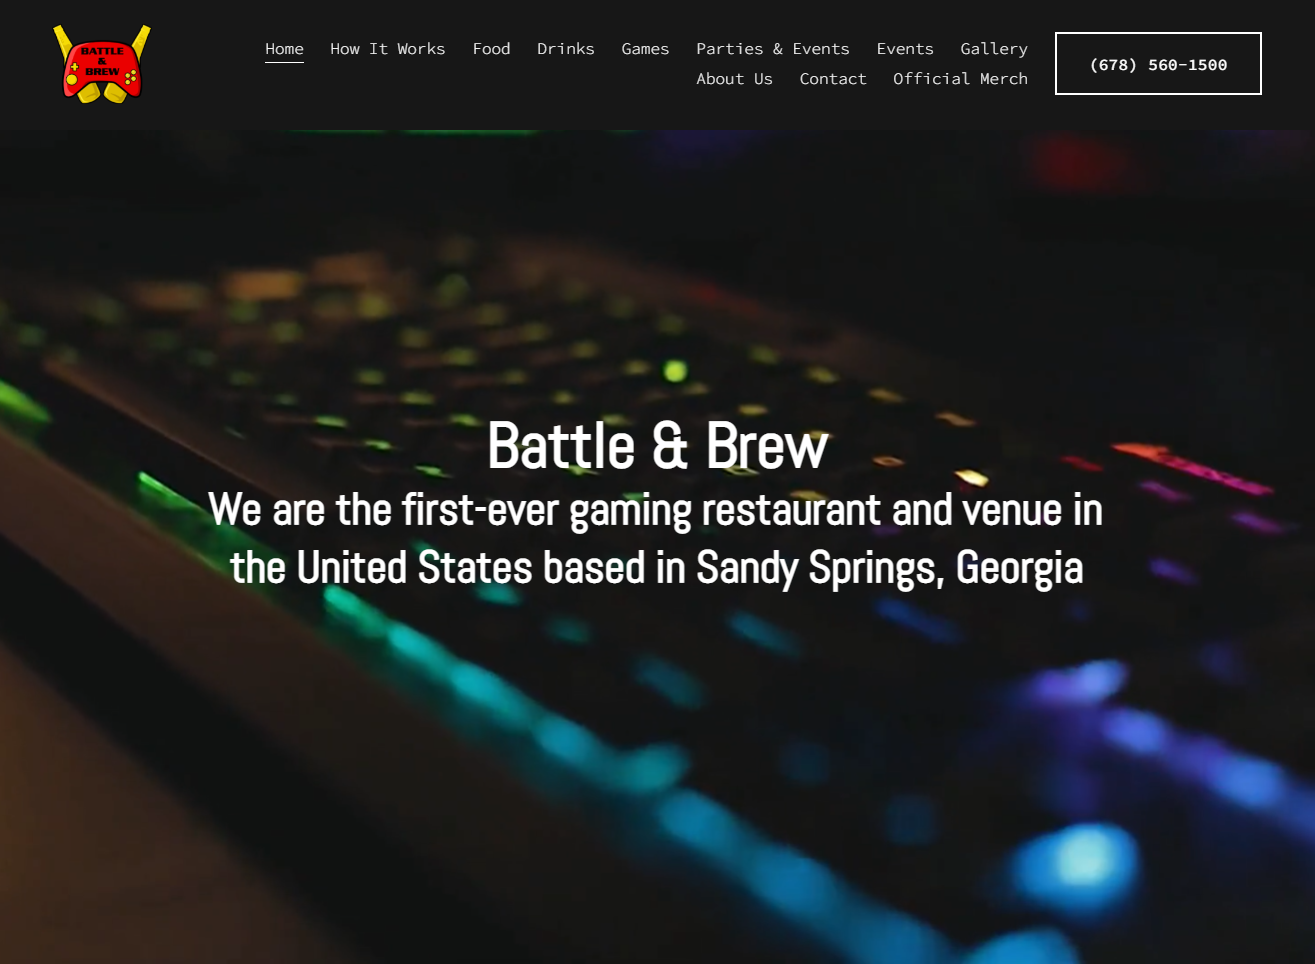 BATTLE
&
BREW
Home How It Works Food Drinks Games Parties & Events Events Gallery
About Us Contact Official Merch
(678) 560-1500
Battle & Brew
We are the first-ever gaming restaurant and venue in
the United States based in Sandy Springs, Georgia